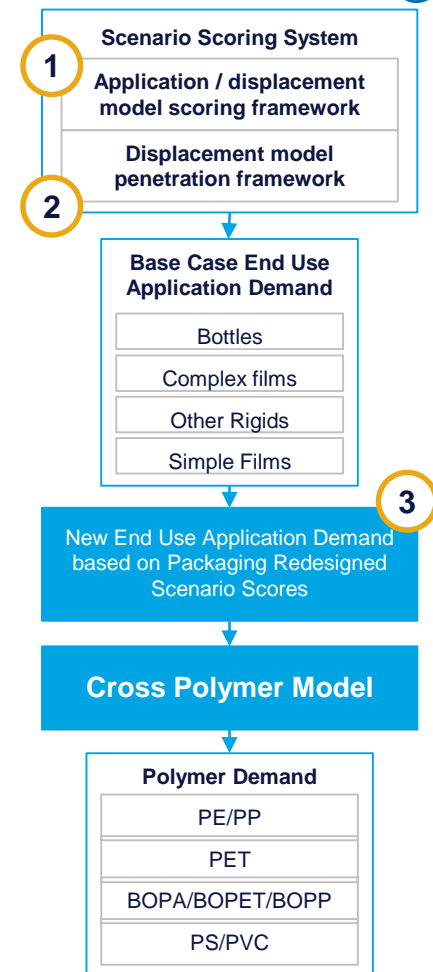 Scenario Scoring System
1
Application / displacement
model scoring framework
Displacement model
penetration framework
2
Base Case End Use
Application Demand
Bottles
Complex films
Other Rigids
Simple Films
3
New End Use Application Demand
based on Packaging Redesigned
Scenario Scores
Cross Polymer Model
Polymer Demand
PE/PP
PET
BOPA/BOPET/BOPP
PS/PVC